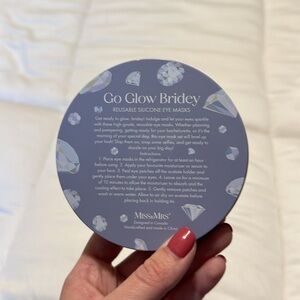 Go Glow Bridey
REUSABLE SILICONE EYE MASKS
Get ready to glow, bridey! Indulge and let your eyes sparkle
with these high-grade, reusable eye masks. Whether planning
and pampering, getting ready for your bachelorette, or it's the
morning of your special day, this eye mask set will level up
your look! Stay them on, snap some selfies, and get ready to
dazzle on your big day!
Instructions:
1. Place eye masks in the refrigerator for at least an hour
before using. 2. Apply your favourite moisturizer or serum to
your face. 3. Peel eye patches off the acetate holder and
gently place them under your eyes. 4. Leave on for a minimum
of 10 minutes to allow the moisturizer to absorb and the
cooling effect to take place. 5. Gently remove patches and
wash in warm water. Allow to air dry on acetate before
placing back in holding tin.
MISS&MRS
Designed in Canada
Handcrafted and made in China